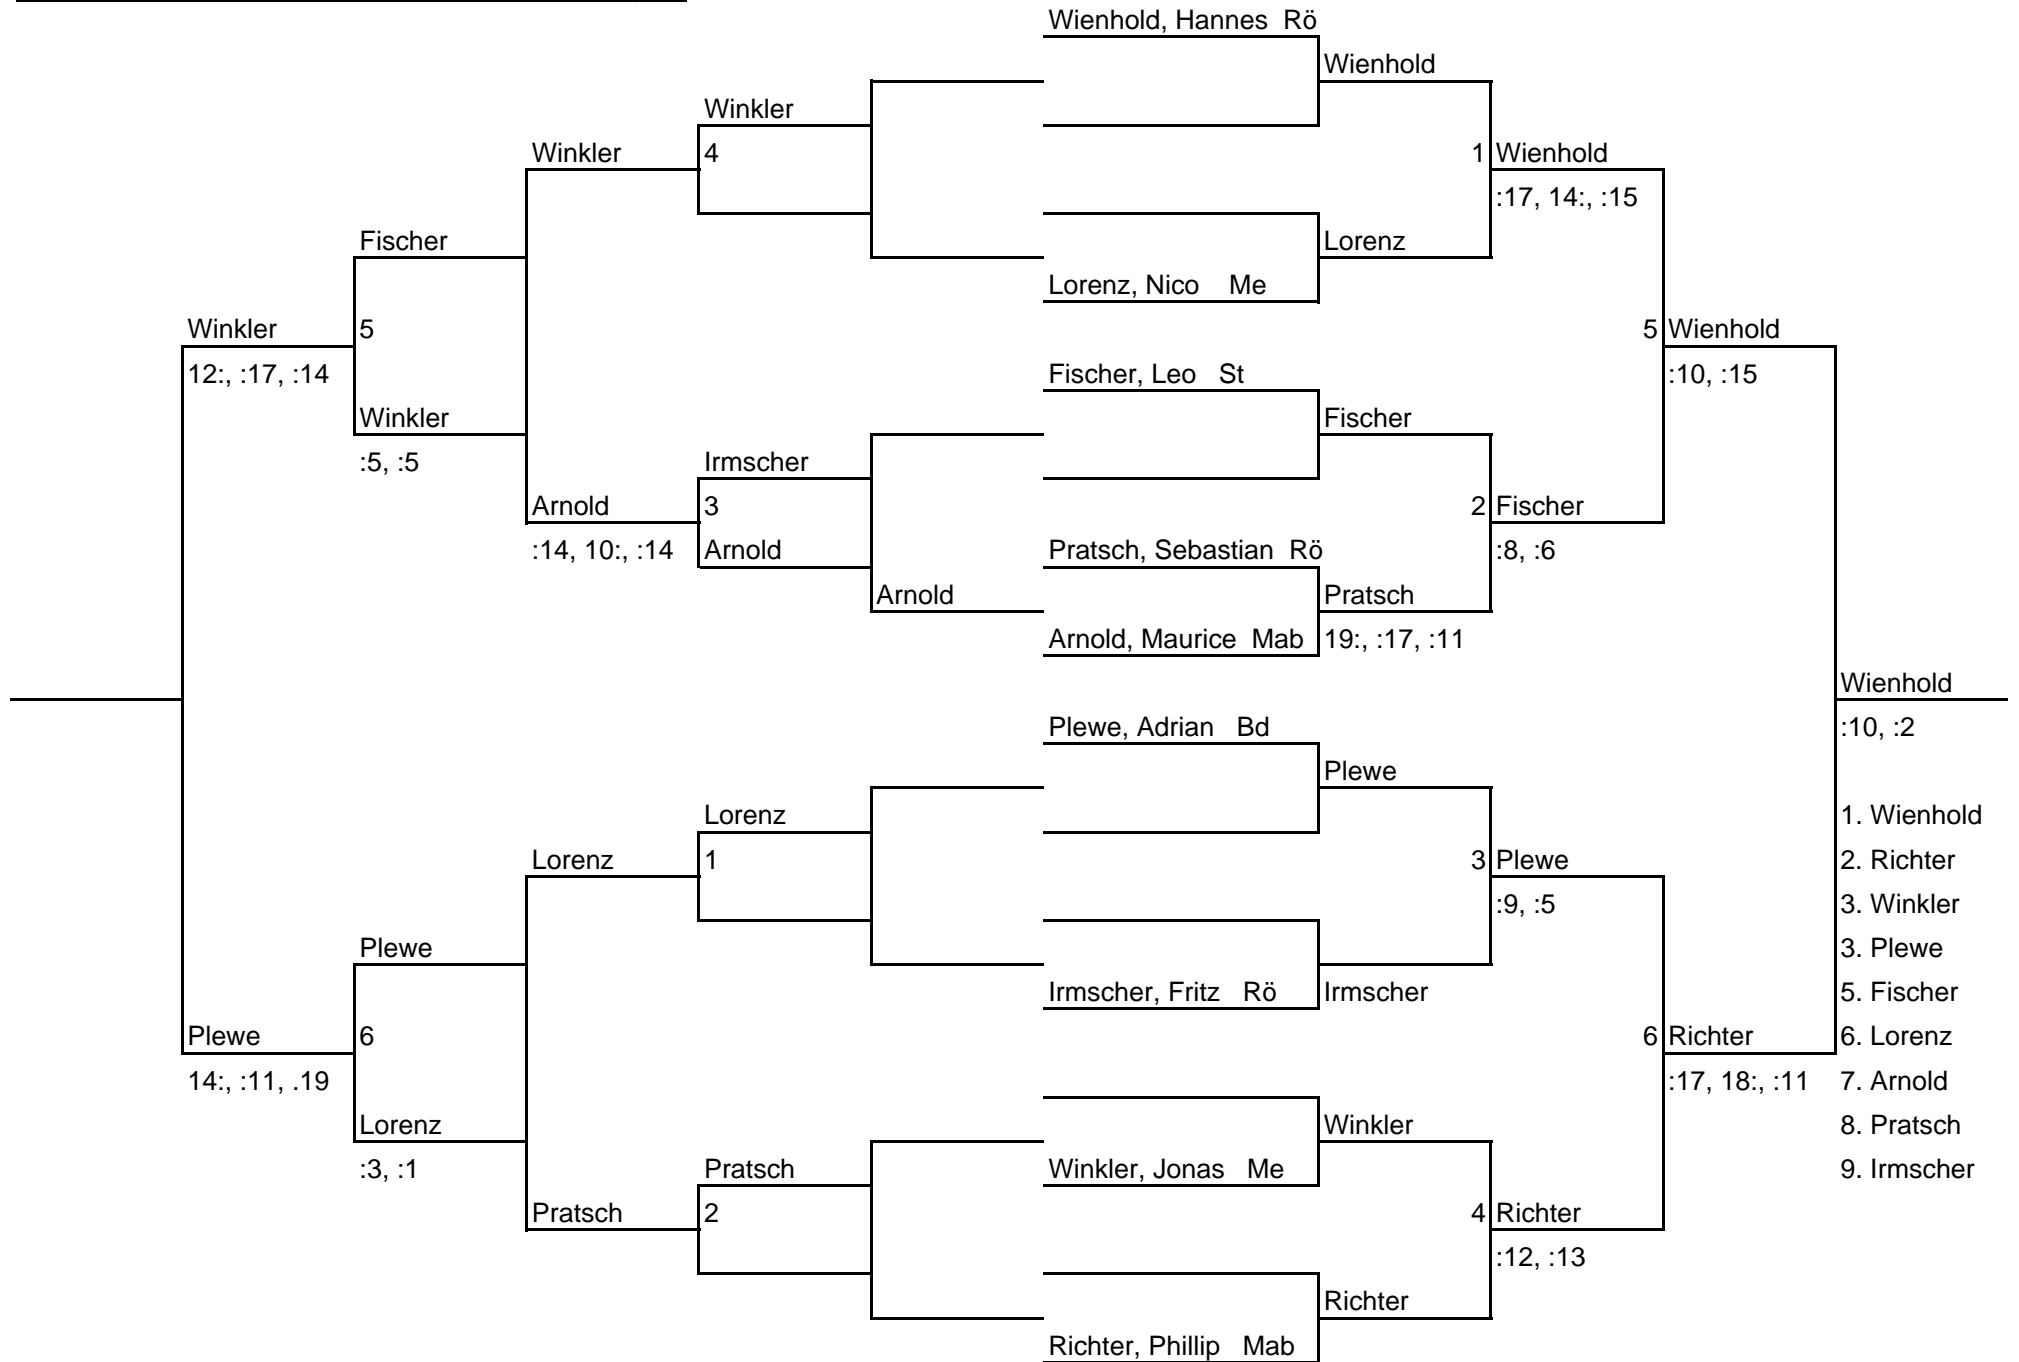 Wienhold, Hannes Rö
Wienhold
Winkler
Winkler
4
1
Wienhold
:17, 14:, :15
Fischer
Lorenz
Lorenz, Nico Me
Winkler
5
5
Wienhold
12:, :17, :14
Fischer, Leo St
:10, :15
Winkler
Fischer
:5, :5
Irmscher
Arnold
3
2
Fischer
:14, 10:, :14
Arnold
Pratsch, Sebastian Rö
:8, :6
Arnold
Pratsch
Arnold, Maurice Mab
19:, :17, :11
Wienhold
Plewe, Adrian Bd
:10, :2
Plewe
Lorenz
1. Wienhold
Lorenz
1
3
Plewe
2. Richter
:9, :5
3. Winkler
Plewe
3. Plewe
Irmscher, Fritz Rö
Irmscher
5. Fischer
Plewe
6
6
Richter
6. Lorenz
14:, :11, .19
:17, 18:, :11
7. Arnold
Lorenz
Winkler
8. Pratsch
:3, :1
Pratsch
Winkler, Jonas Me
9. Irmscher
Pratsch
2
4
Richter
:12, :13
Richter
Richter, Phillip Mab